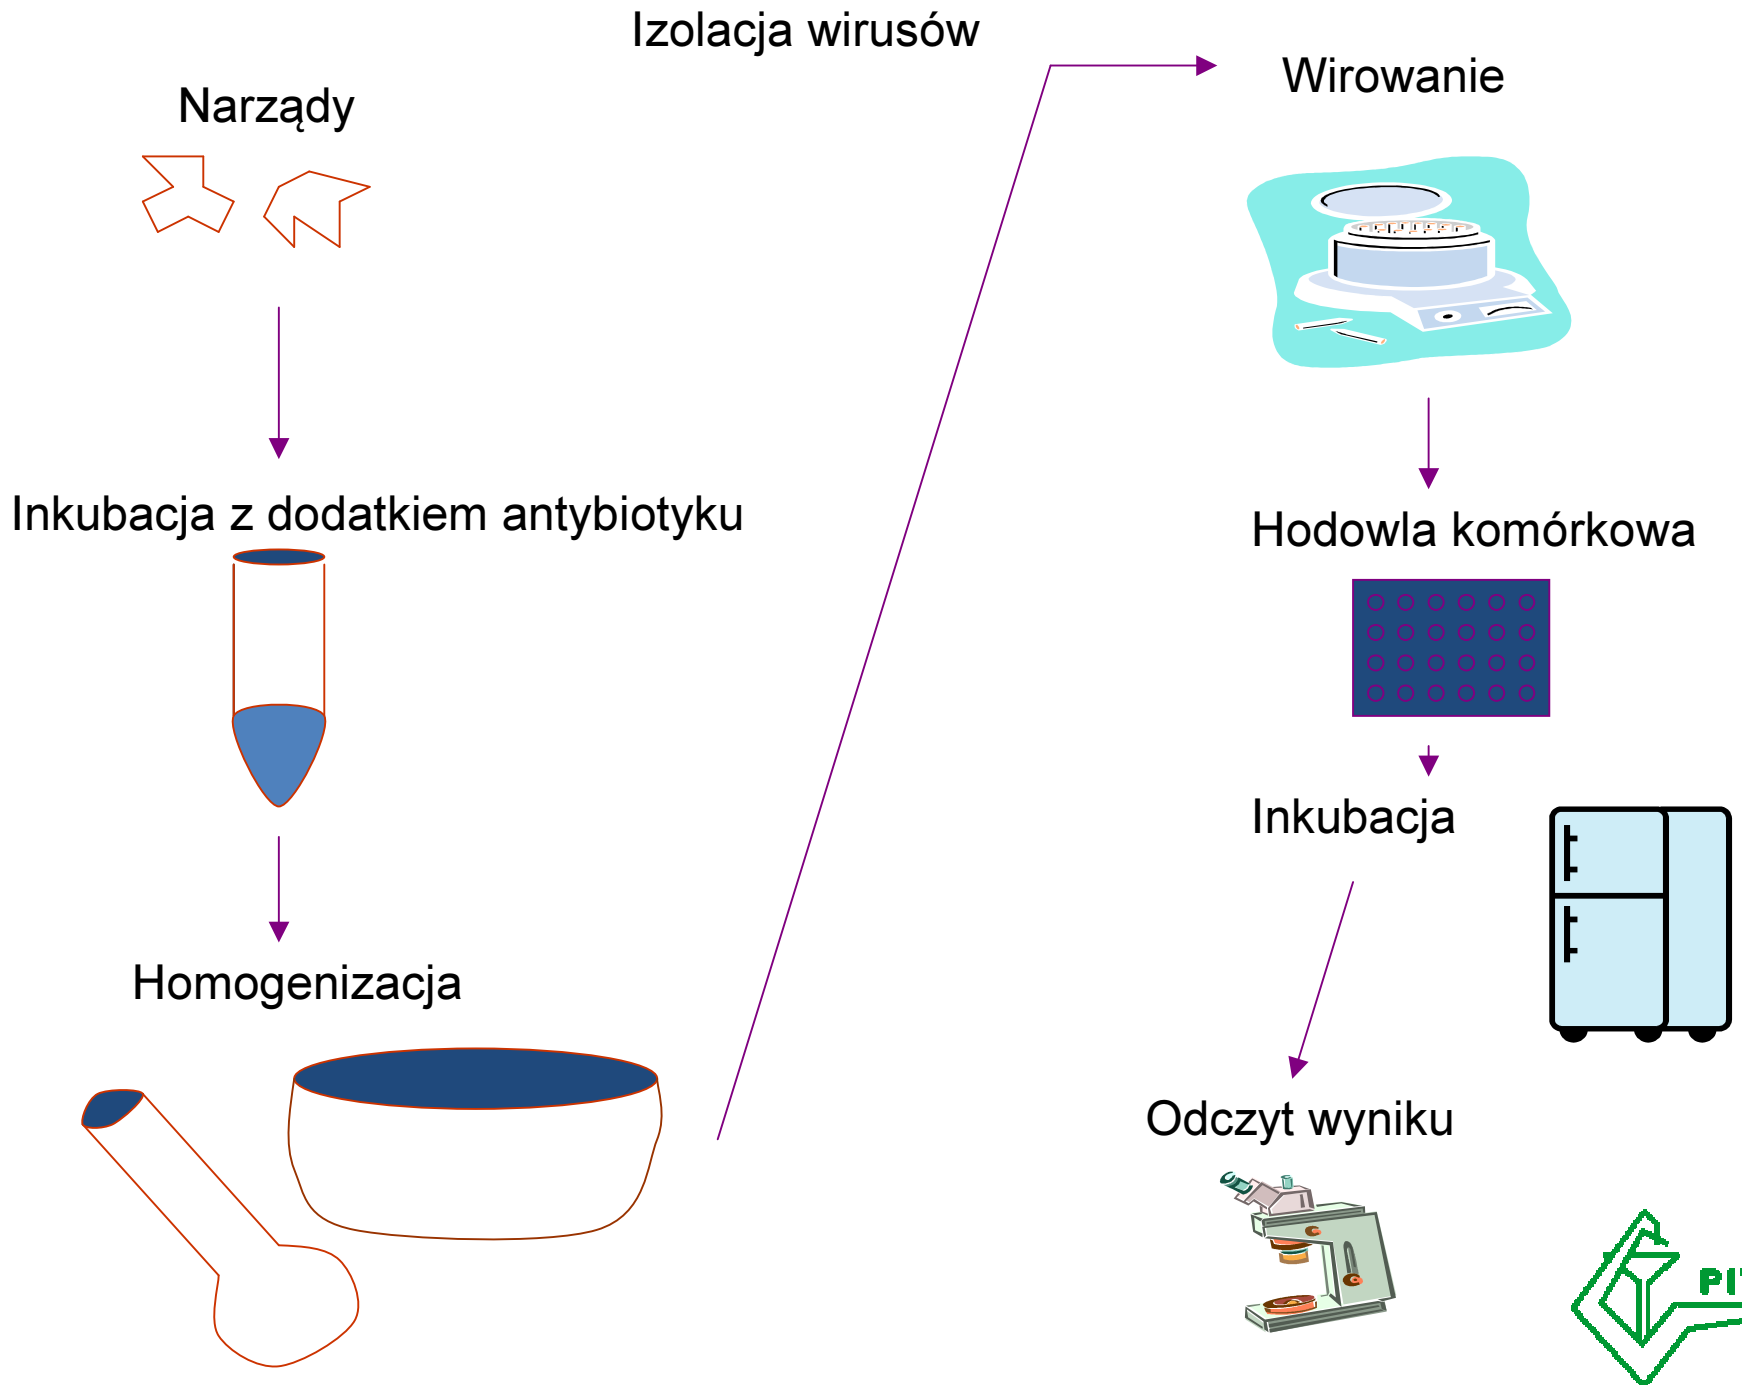 Izolacja wirusów
Narządy
Inkubacja z dodatkiem antybiotyku
Homogenizacja
Wirowanie
Hodowla komórkowa
Inkubacja
Odczyt wyniku